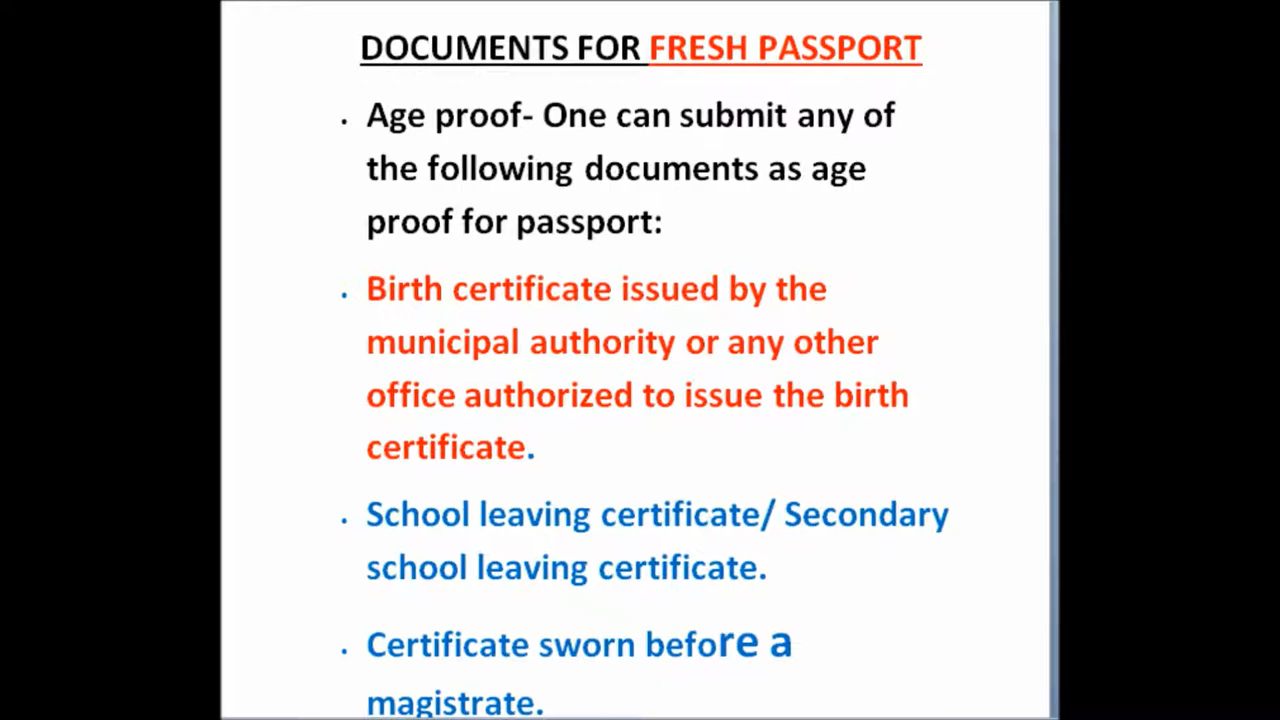 DOCUMENTS FOR FRESH PASSPORT
. Age proof- One can submit any of
the following documents as age
proof for passport:
. Birth certificate issued by the
municipal authority or any other
office authorized to issue the birth
certificate.
. School leaving certificate/ Secondary
school leaving certificate.
. Certificate sworn before a
magistrate.